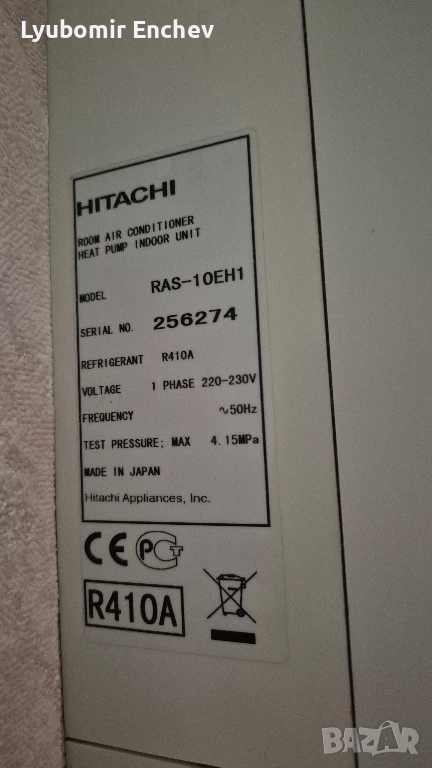 Lyubomir Enchev
HITACHI
ROOM AIR CONDITIONER
HEAT PUMP INDOOR UNIT
MODEL RAS-10EH1
SERIAL NO. 256274
REFRIGERANT R410A
VOLTAGE 1 PHASE 220-230V
FREQUENCY ~50Hz
TEST PRESSURE; MAX 4.15MPa
MADE IN JAPAN
Hitachi Appliances, Inc.
CE PCT
R410A
BAZAR